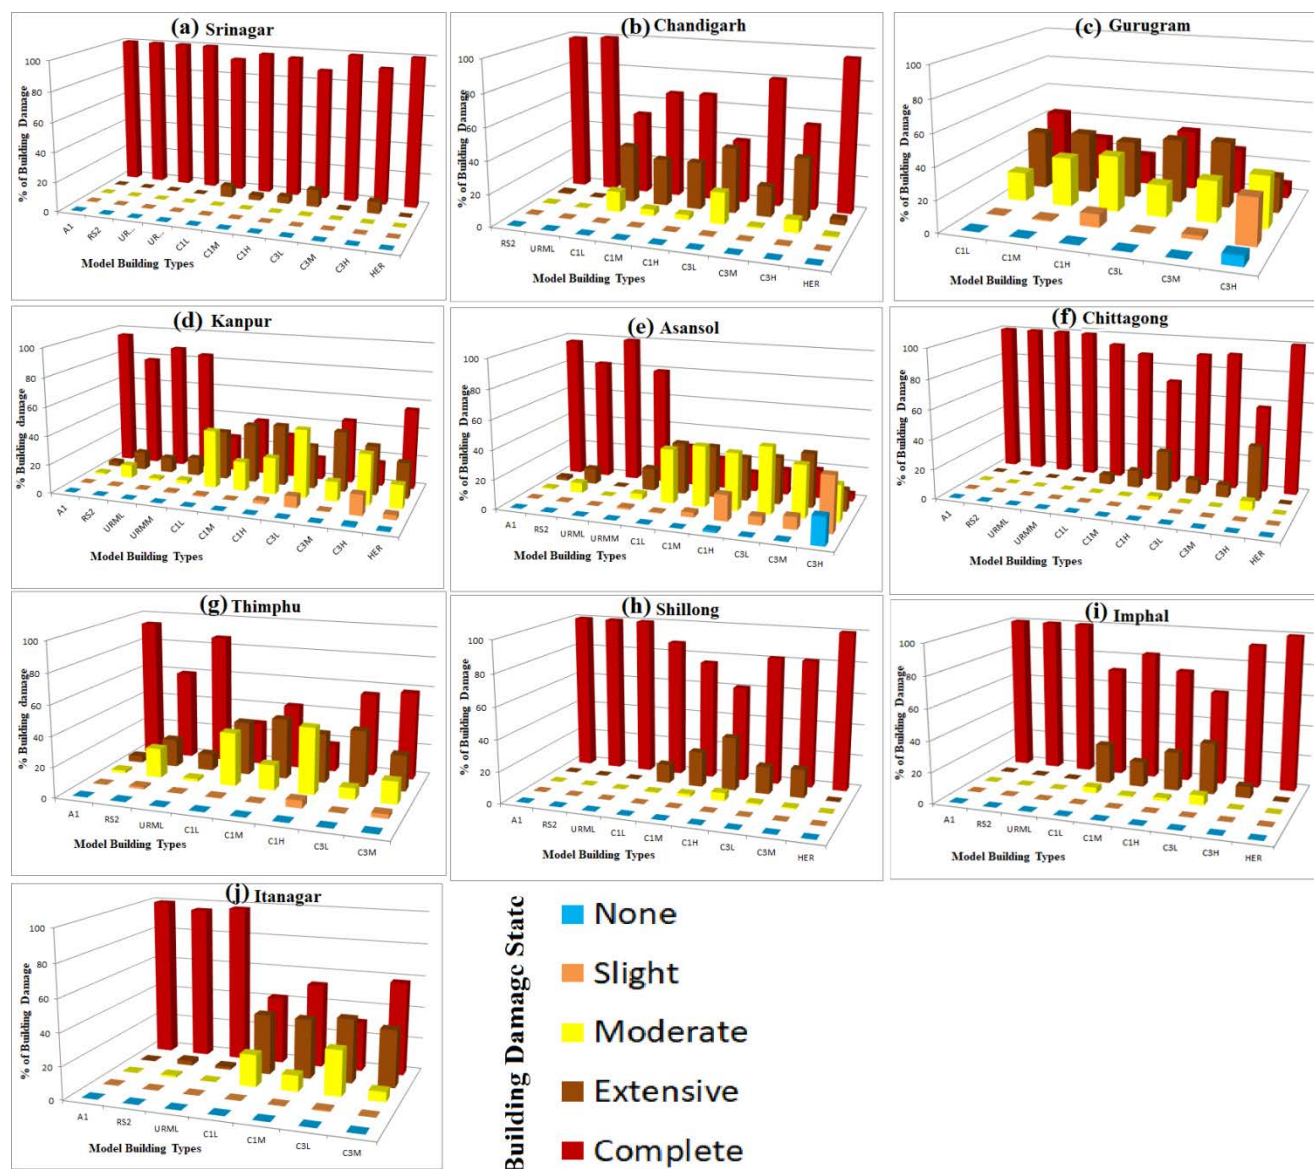 (a) Srinagar
% of Building Damage
100
80
60
40
20
0
A1
RS2
UR...
UR...
C1L
C1M
C1H
C3L
C3M
C3H
HER
Model Building Types
(b) Chandigarh
% of Building Damage
100
80
60
40
20
0
RS2
URML
C1L
C1M
C1H
C3L
C3M
C3H
HER
Model Building Types
(c) Gurugram
% of Building Damage
100
80
60
40
20
0
C1L
C1M
C1H
C3L
C3M
C3H
Model Building Types
(d) Kanpur
% Building damage
100
80
60
40
20
0
A1
RS2
URML
URMM
C1L
C1M
C1H
C3L
C3M
C3H
HER
Model Building Types
(e) Asansol
% of Building Damage
100
80
60
40
20
0
A1
RS2
URML
URMM
C1L
C1M
C1H
C3L
C3M
C3H
Model Building Types
(f) Chittagong
% of Building Damage
100
80
60
40
20
0
A1
RS2
URML
URMM
C1L
C1M
C1H
C3L
C3M
C3H
HER
Model Building Types
(g) Thimphu
% Building damage
100
80
60
40
20
0
A1
RS2
URML
C1L
C1M
C1H
C3L
C3M
Model Building Types
(h) Shillong
% of Building Damage
100
80
60
40
20
0
A1
RS2
URML
C1L
C1M
C1H
C3L
C3M
HER
Model Building Types
(i) Imphal
% of Building Damage
100
80
60
40
20
0
A1
RS2
URML
C1L
C1M
C1H
C3L
C3H
HER
Model Building Types
(j) Itanagar
% of Building Damage
100
80
60
40
20
0
A1
RS2
URML
C1L
C1M
C3L
C3M
Model Building Types
Building Damage State
None
Slight
Moderate
Extensive
Complete